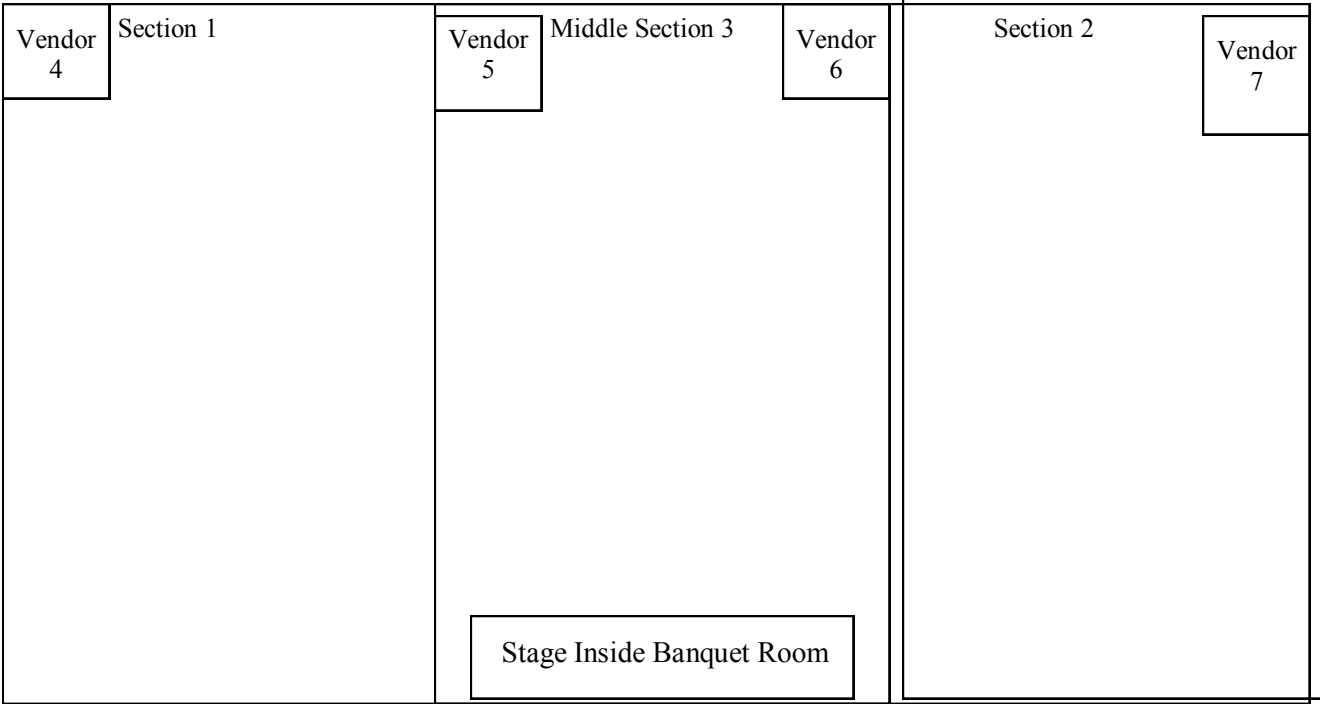 Vendor
4
Section 1
Vendor
5
Middle Section 3
Vendor
6
Section 2
Vendor
7
Stage Inside Banquet Room